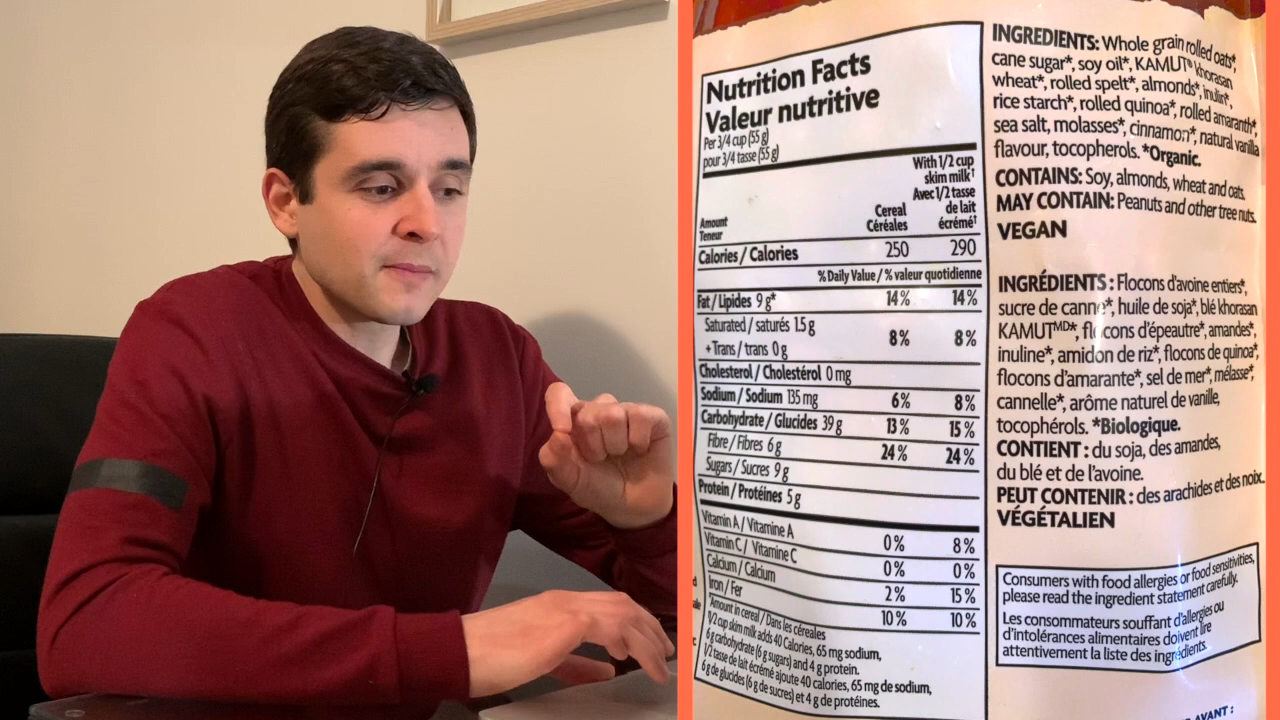 Nutrition Facts
Valeur nutritive
Per 3/4 cup (55 g)
pour 3/4 tasse (55 g)
With 1/2 cup
skim milk†
Avec 1/2 tasse
de lait
écrémé†
Cereal
Céréales
Amount
Teneur
Calories / Calories 250 290
% Daily Value / % valeur quotidienne
Fat / Lipides 9 g* 14 % 14 %
Saturated / saturés 1.5 g
+ Trans / trans 0 g 8 % 8 %
Cholesterol / Cholestérol 0 mg
Sodium / Sodium 135 mg 6 % 8 %
Carbohydrate / Glucides 39 g 13 % 15 %
Fibre / Fibres 6 g 24 % 24 %
Sugars / Sucres 9 g
Protein / Protéines 5 g
Vitamin A / Vitamine A 0 % 8 %
Vitamin C / Vitamine C 0 % 0 %
Calcium / Calcium 2 % 15 %
Iron / Fer 10 % 10 %
*Amount in cereal / Dans les céréales
1/2 cup skim milk adds 40 Calories, 65 mg sodium,
6 g carbohydrate (6 g sugars) and 4 g protein.
1/2 tasse de lait écrémé ajoute 40 calories, 65 mg de sodium,
6 g de glucides (6 g de sucres) et 4 g de protéines.
INGREDIENTS: Whole grain rolled oats*,
cane sugar*, soy oil*, KAMUT® khorasan
wheat*, rolled spelt*, almonds*, inulin*,
rice starch*, rolled quinoa*, rolled amaranth*,
sea salt, molasses*, cinnamon*, natural vanilla
flavour, tocopherols. *Organic.
CONTAINS: Soy, almonds, wheat and oats.
MAY CONTAIN: Peanuts and other tree nuts.
VEGAN
INGRÉDIENTS : Flocons d'avoine entiers*,
sucre de canne*, huile de soja*, blé khorasan
KAMUTMD*, flocons d'épeautre*, amandes*,
inuline*, amidon de riz*, flocons de quinoa*,
flocons d'amarante*, sel de mer*, mélasse*,
cannelle*, arôme naturel de vanille,
tocophérols. *Biologique.
CONTIENT : du soja, des amandes,
du blé et de l'avoine.
PEUT CONTENIR : des arachides et des noix.
VÉGÉTALIEN
Consumers with food allergies or food sensitivities,
please read the ingredient statement carefully.
Les consommateurs souffrant d'allergies ou
d'intolérances alimentaires doivent lire
attentivement la liste des ingrédients.
AVANT :